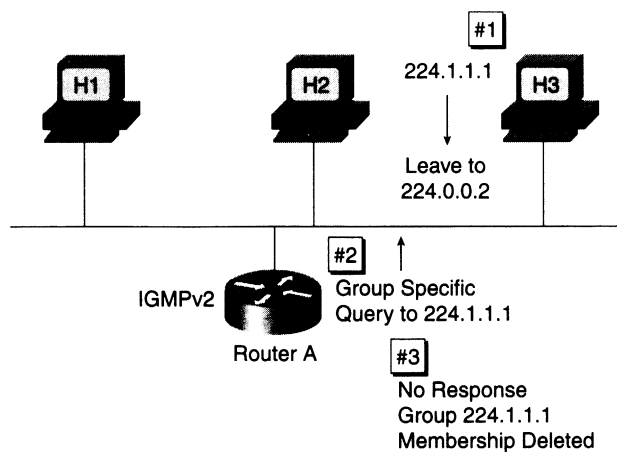 #1
H1
H2
224.1.1.1
H3
Leave to
224.0.0.2
#2
IGMPv2
Group Specific
Query to 224.1.1.1
Router A
#3
No Response
Group 224.1.1.1
Membership Deleted